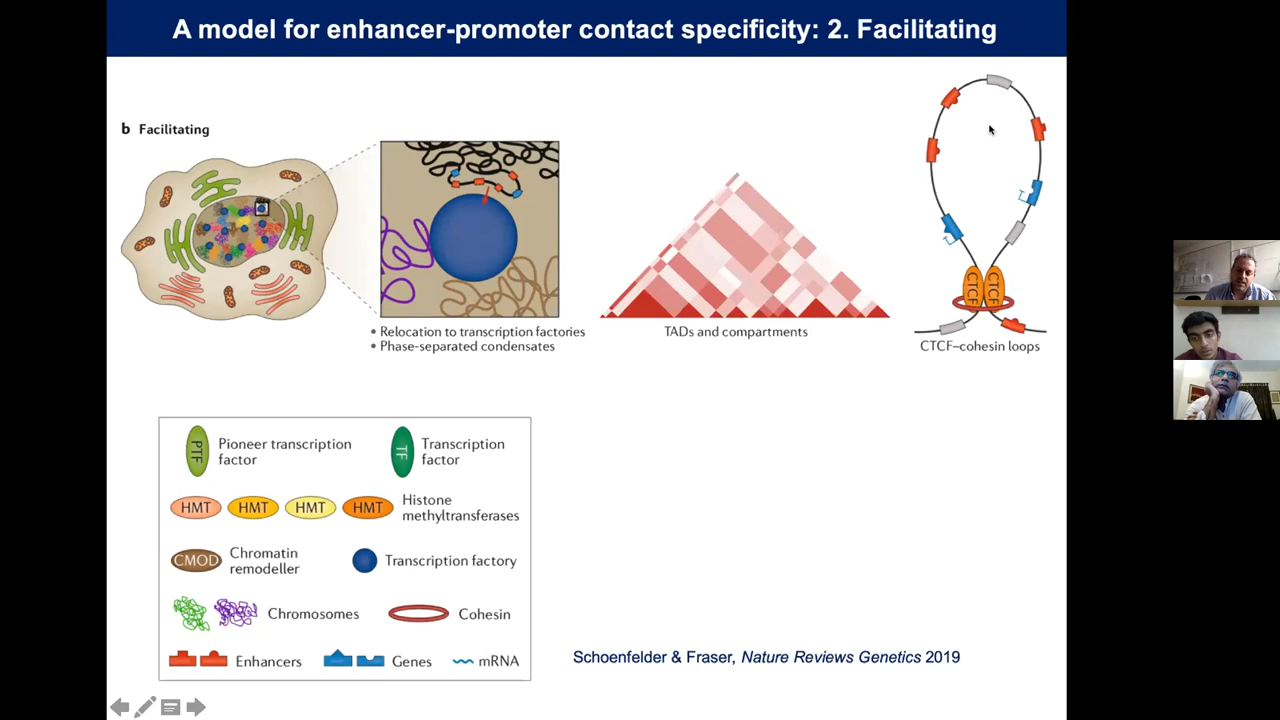 A model for enhancer-promoter contact specificity: 2. Facilitating
b Facilitating
• Relocation to transcription factories
• Phase-separated condensates
TADs and compartments
CTCF
CTCF
CTCF–cohesin loops
PTF
Pioneer transcription
factor
TF
Transcription
factor
HMT HMT HMT HMT
Histone
methyltransferases
CMOD
Chromatin
remodeller
Transcription factory
Chromosomes
Cohesin
Enhancers
Genes
mRNA
Schoenfelder & Fraser, Nature Reviews Genetics 2019